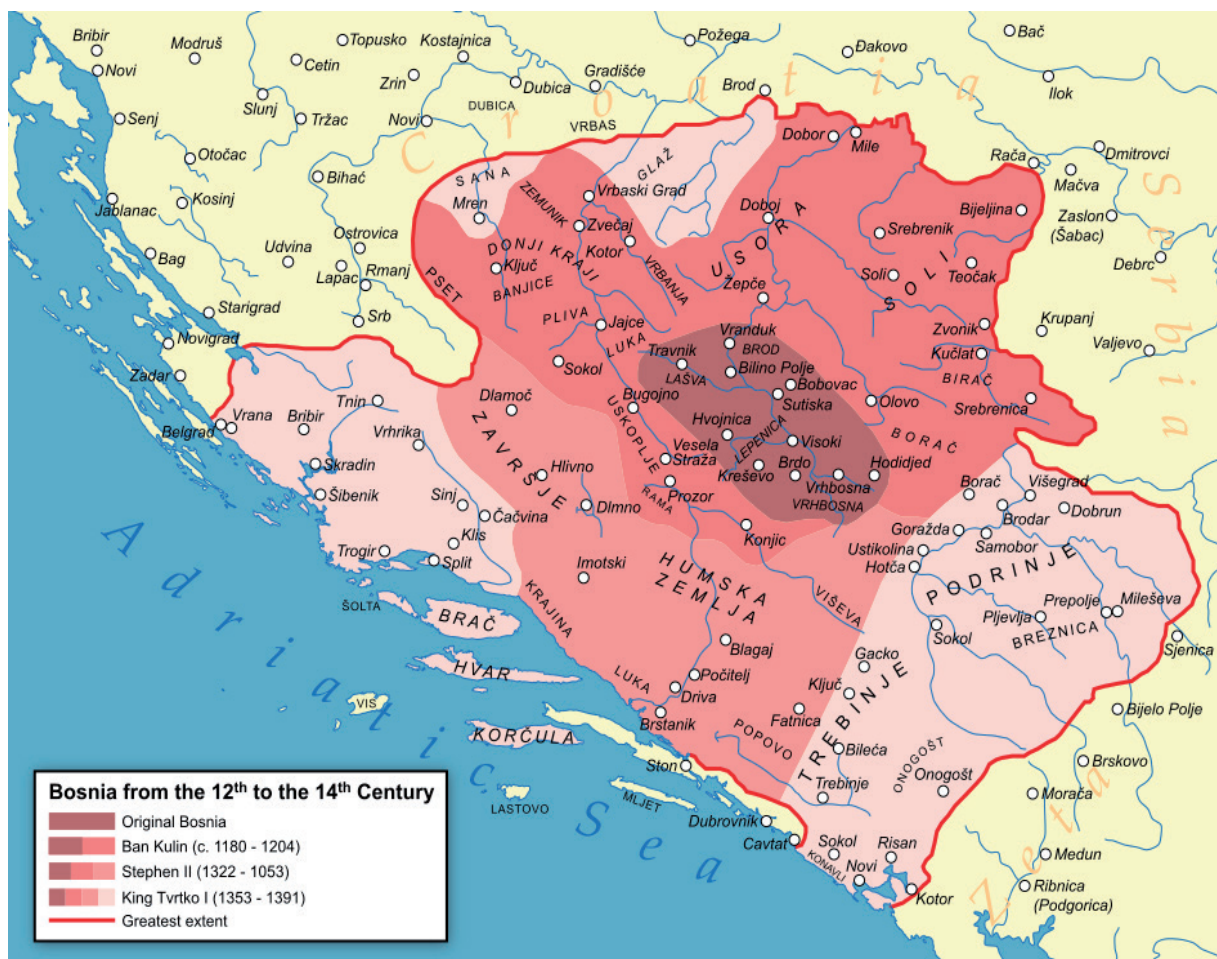 Bribir
Novi
Modruš
Cetin
Topusko
Kostajnica
Zrin
Požega
Đakovo
Bač
Ilok
Slunj
Tržac
Novi
DUBICA
Dubica
Gradišće
VRBAS
Brod
Croatia
Senj
Otočac
Bihać
Jablanac
Kosinj
Udvina
Ostrovica
Lapac
Rmanj
Bag
Starigrad
Srb
Novigrad
Zadar
SANA
Mren
ZEMUNIK
Vrbaski Grad
GLAŽ
Zvečaj
Kotor
DONJI KRAJI
Ključ
BANJICE
VRBANJA
PSET
PLIVA
Jajce
LUKA
Sokol
Dobor
Mile
Doboj
USORA
Srebrenik
Bijeljina
Soli
SOLI
Teočak
Žepče
Zvonik
Kučlat
BIRAČ
Srebrenica
Rača
Dmitrovci
Mačva
Zaslon
(Šabac)
Debrc
Krupanj
Valjevo
Serbia
Vranduk
BROD
Travnik
LAŠVA
Bilino Polje
Bobovac
Sutiska
Olovo
Bugojno
USKOPLJE
Hvojnica
LEPENICA
Visoki
BORAČ
Vesela
Straža
Kreševo
Brdo
Hodidjed
Vrhbosna
VRHBOSNA
Prozor
RAMA
Konjic
Vrana
Belgrad
Bribir
Tnin
Vrhrika
Skradin
Šibenik
Sinj
Čačvina
Klis
Trogir
Split
Dlamoč
ZAVRŠJE
Hlivno
Dlmno
Imotski
HUMSKA
ZEMLJA
KRAJINA
VIŠEVA
Blagaj
Počitelj
LUKA
Driva
Brstanik
Fatnica
POPOVO
Borač
Višegrad
Brodar
Dobrun
Goražda
Samobor
Ustikolina
Hotča
PODRINJE
Prepolje
Mileševa
Pljevlja
BREZNICA
Sokol
Sjenica
Gacko
Ključ
TREBINJE
Bileća
Trebinje
ONOGOŠT
Onogošt
Bijelo Polje
Brskovo
Morača
Medun
Ribnica
(Podgorica)
Zeta
ŠOLTA
BRAČ
HVAR
VIS
KORČULA
LASTOVO
MLJET
Ston
Dubrovnik
Cavtat
Sokol
KONAVLI
Novi
Risan
Kotor
Adriatic Sea
Bosnia from the 12th to the 14th Century
Original Bosnia
Ban Kulin (c. 1180 - 1204)
Stephen II (1322 - 1053)
King Tvrtko I (1353 - 1391)
Greatest extent